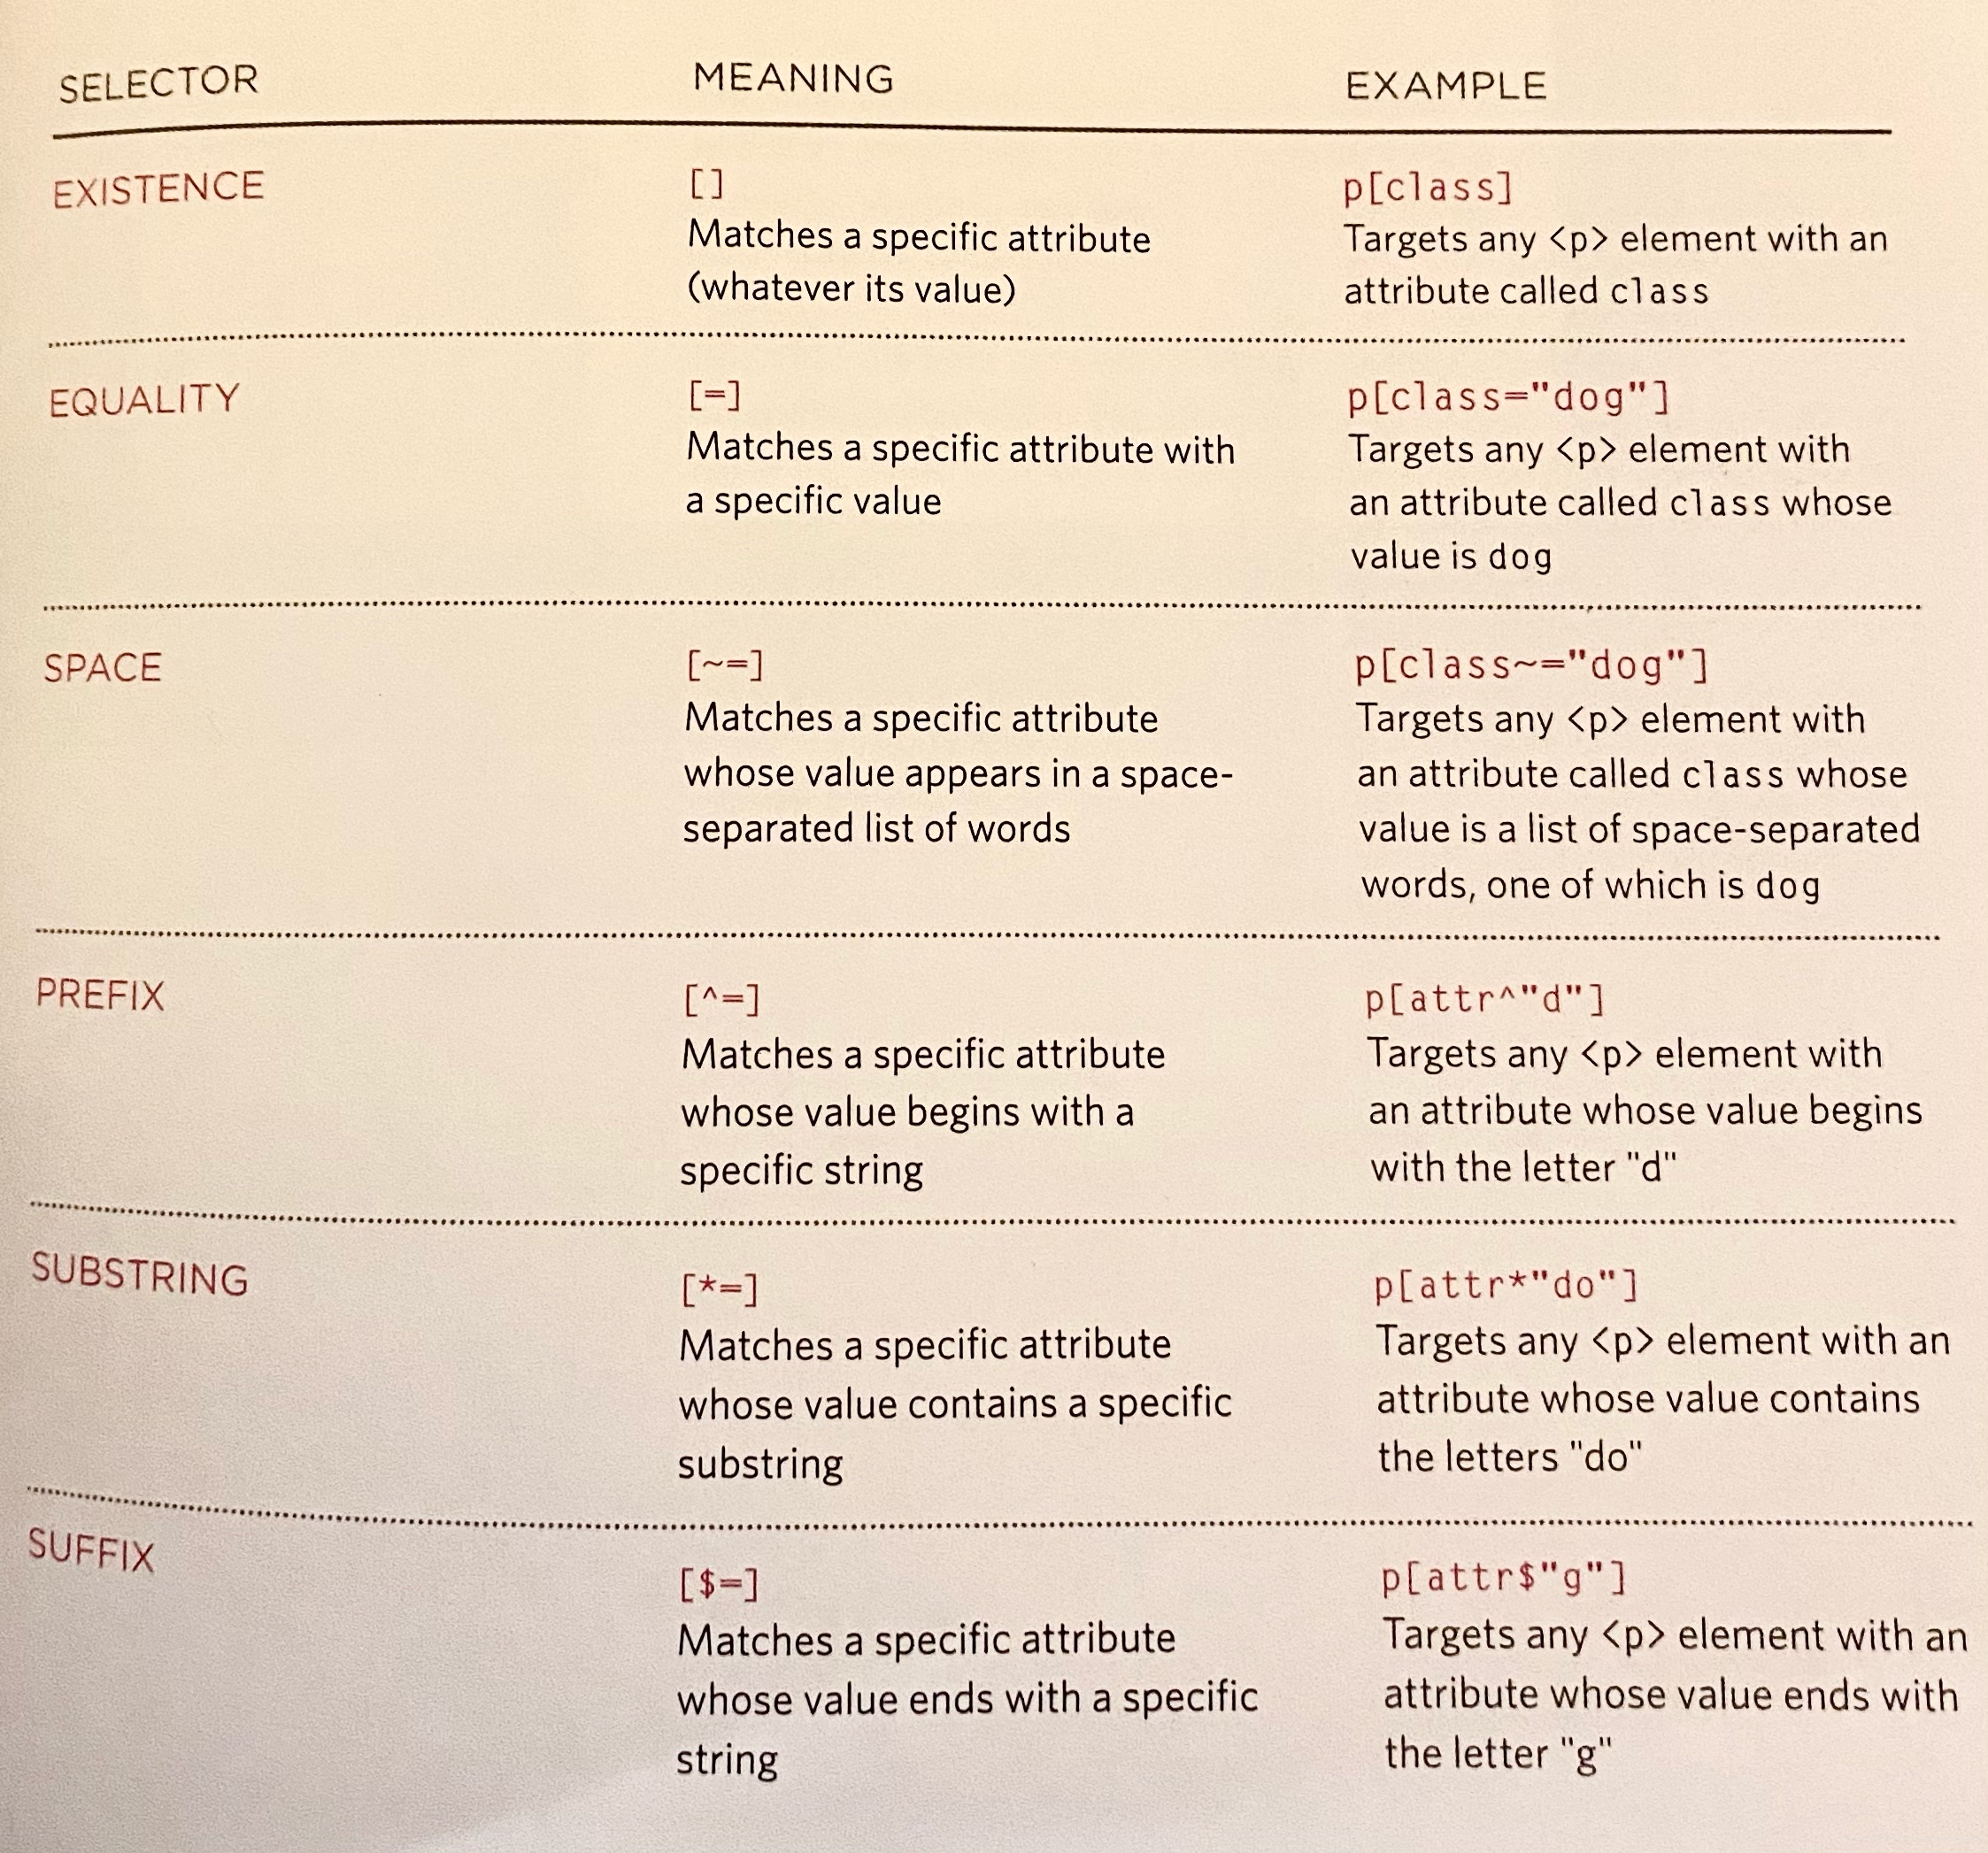 SELECTOR
MEANING
EXAMPLE
EXISTENCE
[]
Matches a specific attribute
(whatever its value)
p[class]
Targets any <p> element with an
attribute called class
EQUALITY
[=]
Matches a specific attribute with
a specific value
p[class="dog"]
Targets any <p> element with
an attribute called class whose
value is dog
SPACE
[~=]
Matches a specific attribute
whose value appears in a space-
separated list of words
p[class~="dog"]
Targets any <p> element with
an attribute called class whose
value is a list of space-separated
words, one of which is dog
PREFIX
[^=]
Matches a specific attribute
whose value begins with a
specific string
p[attr^"d"]
Targets any <p> element with
an attribute whose value begins
with the letter "d"
SUBSTRING
[*=]
Matches a specific attribute
whose value contains a specific
substring
p[attr*"do"]
Targets any <p> element with an
attribute whose value contains
the letters "do"
SUFFIX
[$=]
Matches a specific attribute
whose value ends with a specific
string
p[attr$"g"]
Targets any <p> element with an
attribute whose value ends with
the letter "g"